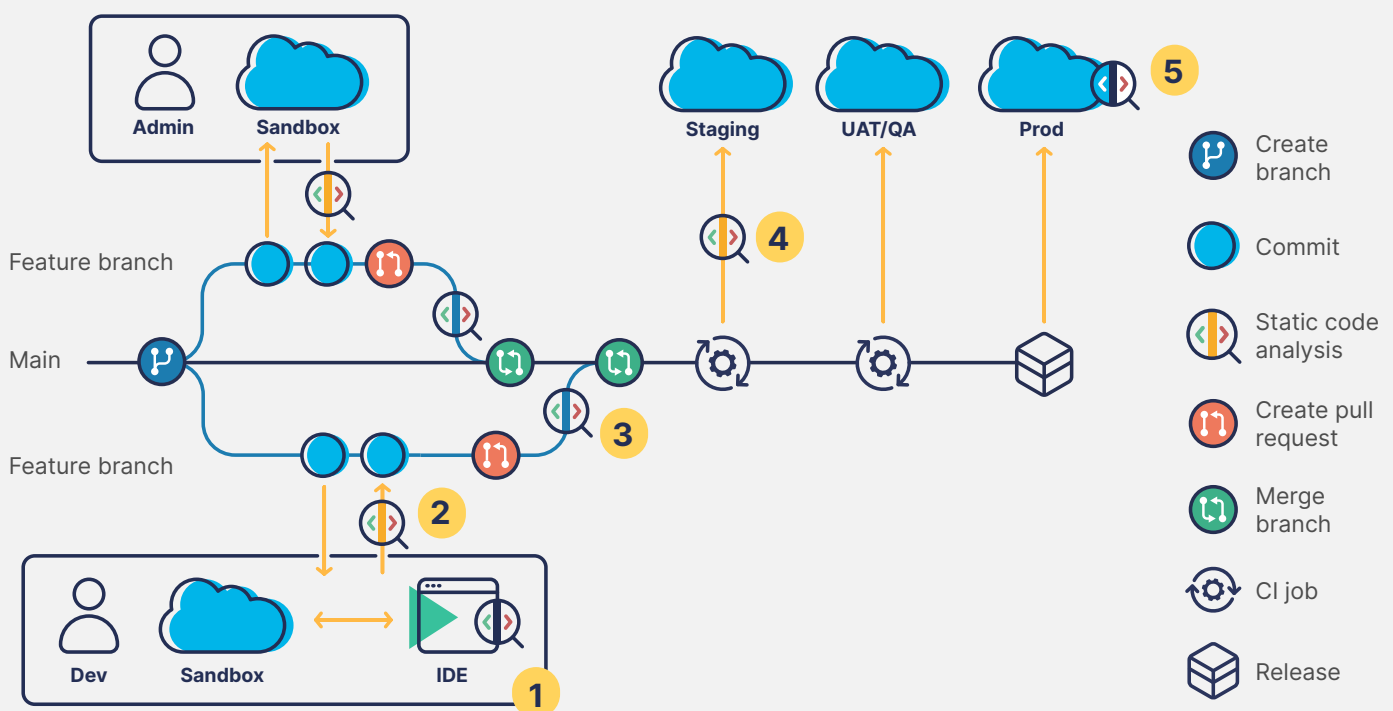 Admin
Sandbox
Staging
UAT/QA
Prod
5
Create
branch
4
Feature branch
Commit
Static code
analysis
Main
3
Create pull
request
Feature branch
2
Merge
branch
CI job
Dev
Sandbox
IDE
1
Release